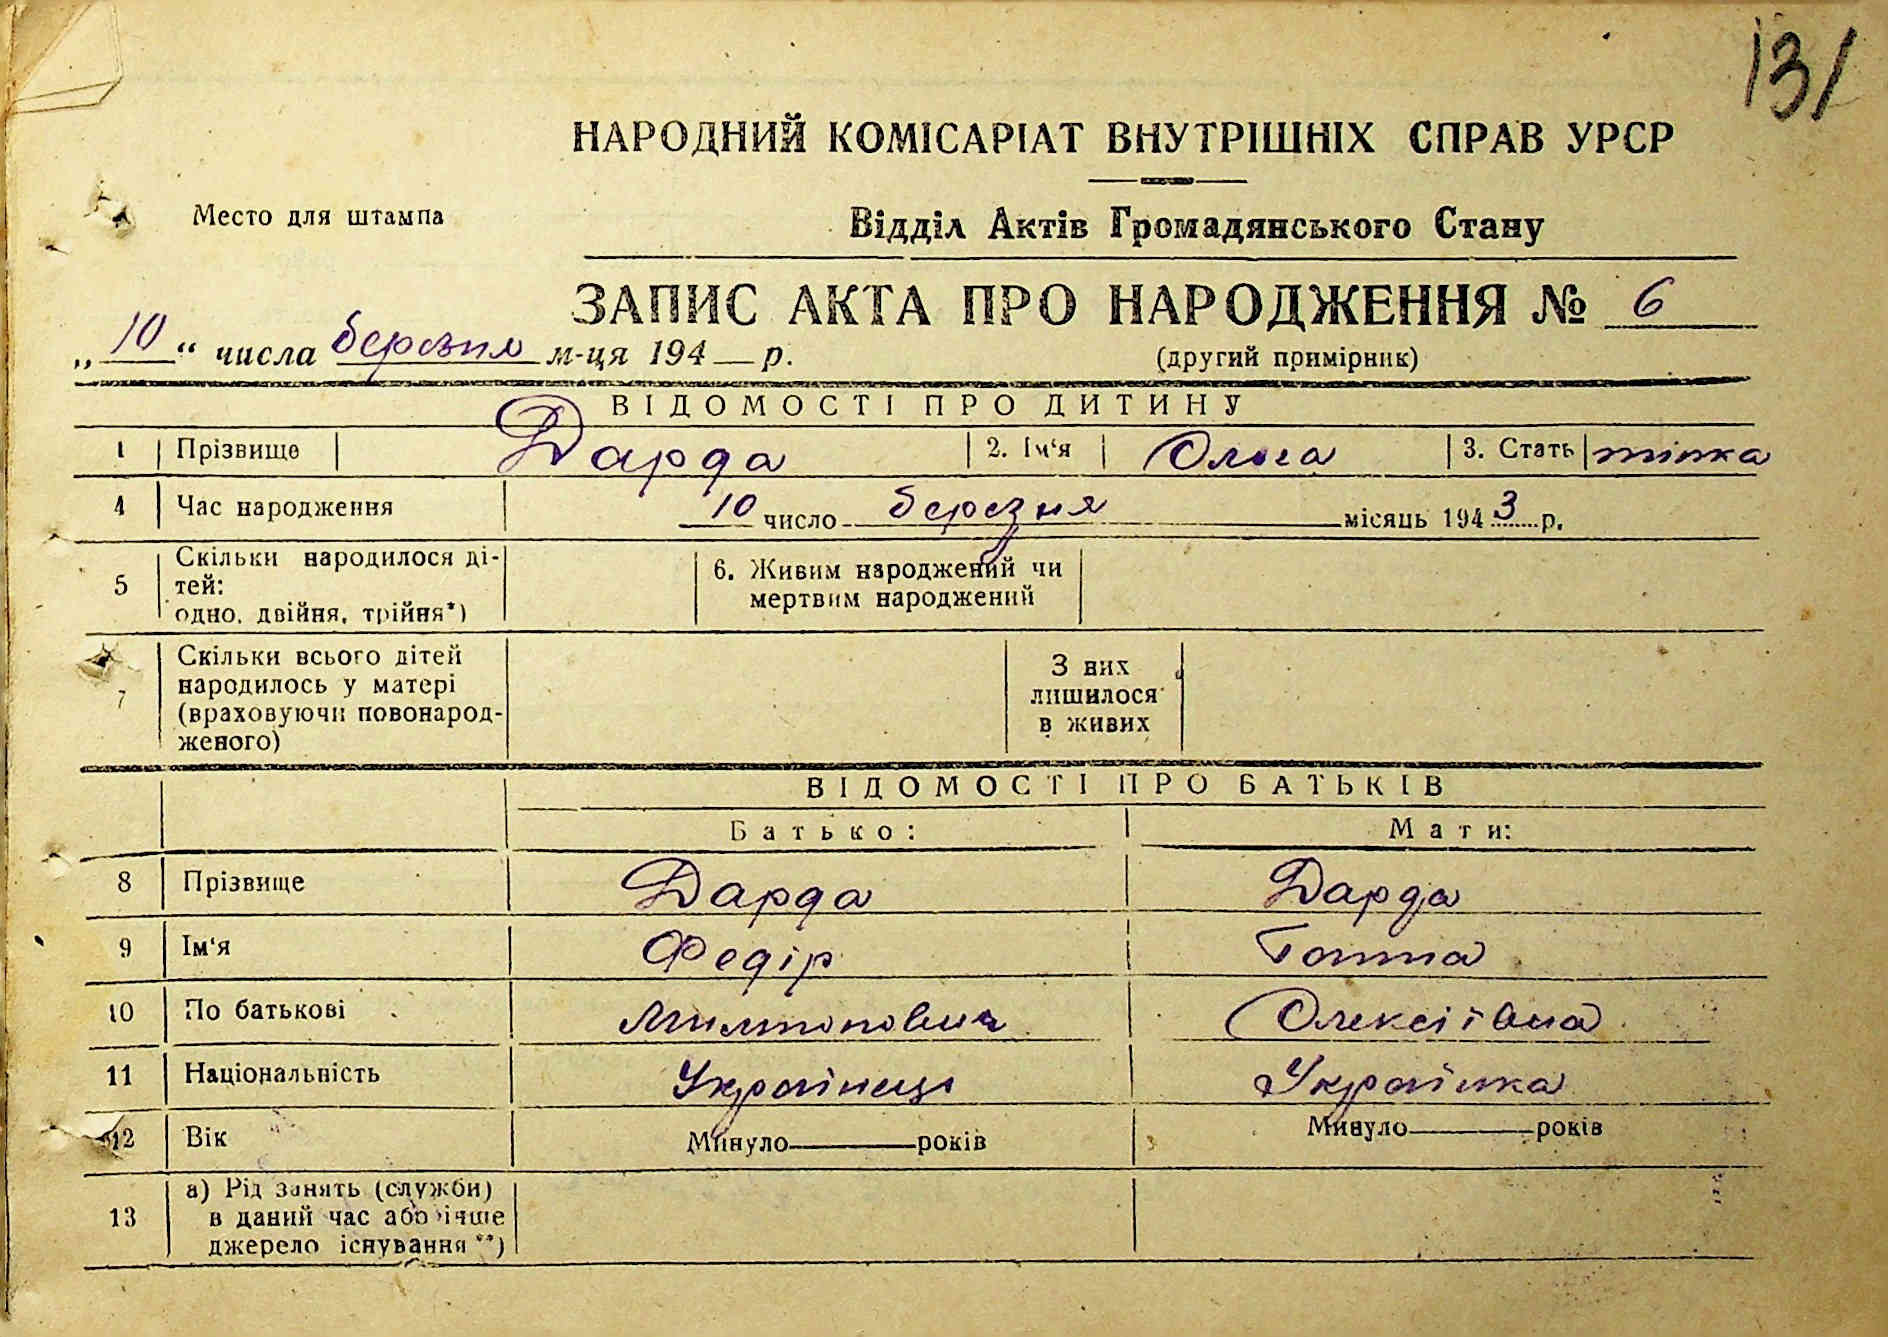 131
НАРОДНИЙ КОМІСАРІАТ ВНУТРІШНІХ СПРАВ УРСР
Место для штампа
Відділ Актів Громадянського Стану
ЗАПИС АКТА ПРО НАРОДЖЕННЯ № 6
„10“ числа березня м-ця 194 р.
(другий примірник)
ВІДОМОСТІ ПРО ДИТИНУ
1 Прізвище Дарда 2. Ім‘я Ольга 3. Стать жінка
4 Час народження 10 число березня місяць 1943 р.
5 Скільки народилося ді-
тей:
одно, двійня, трійня*)
6. Живим народжений чи
мертвим народжений
7 Скільки всього дітей
народилось у матері
(враховуючи новонарод-
женого)
З них
лишилося
в живих
ВІДОМОСТІ ПРО БАТЬКІВ
Батько: Мати:
8 Прізвище Дарда Дарда
9 Ім‘я Федір
10 По батькові Олексіївна
11 Національність Українець Українка
12 Вік Минуло років Минуло років
13 а) Рід занять (служби)
в даний час або інше
джерело існування**)